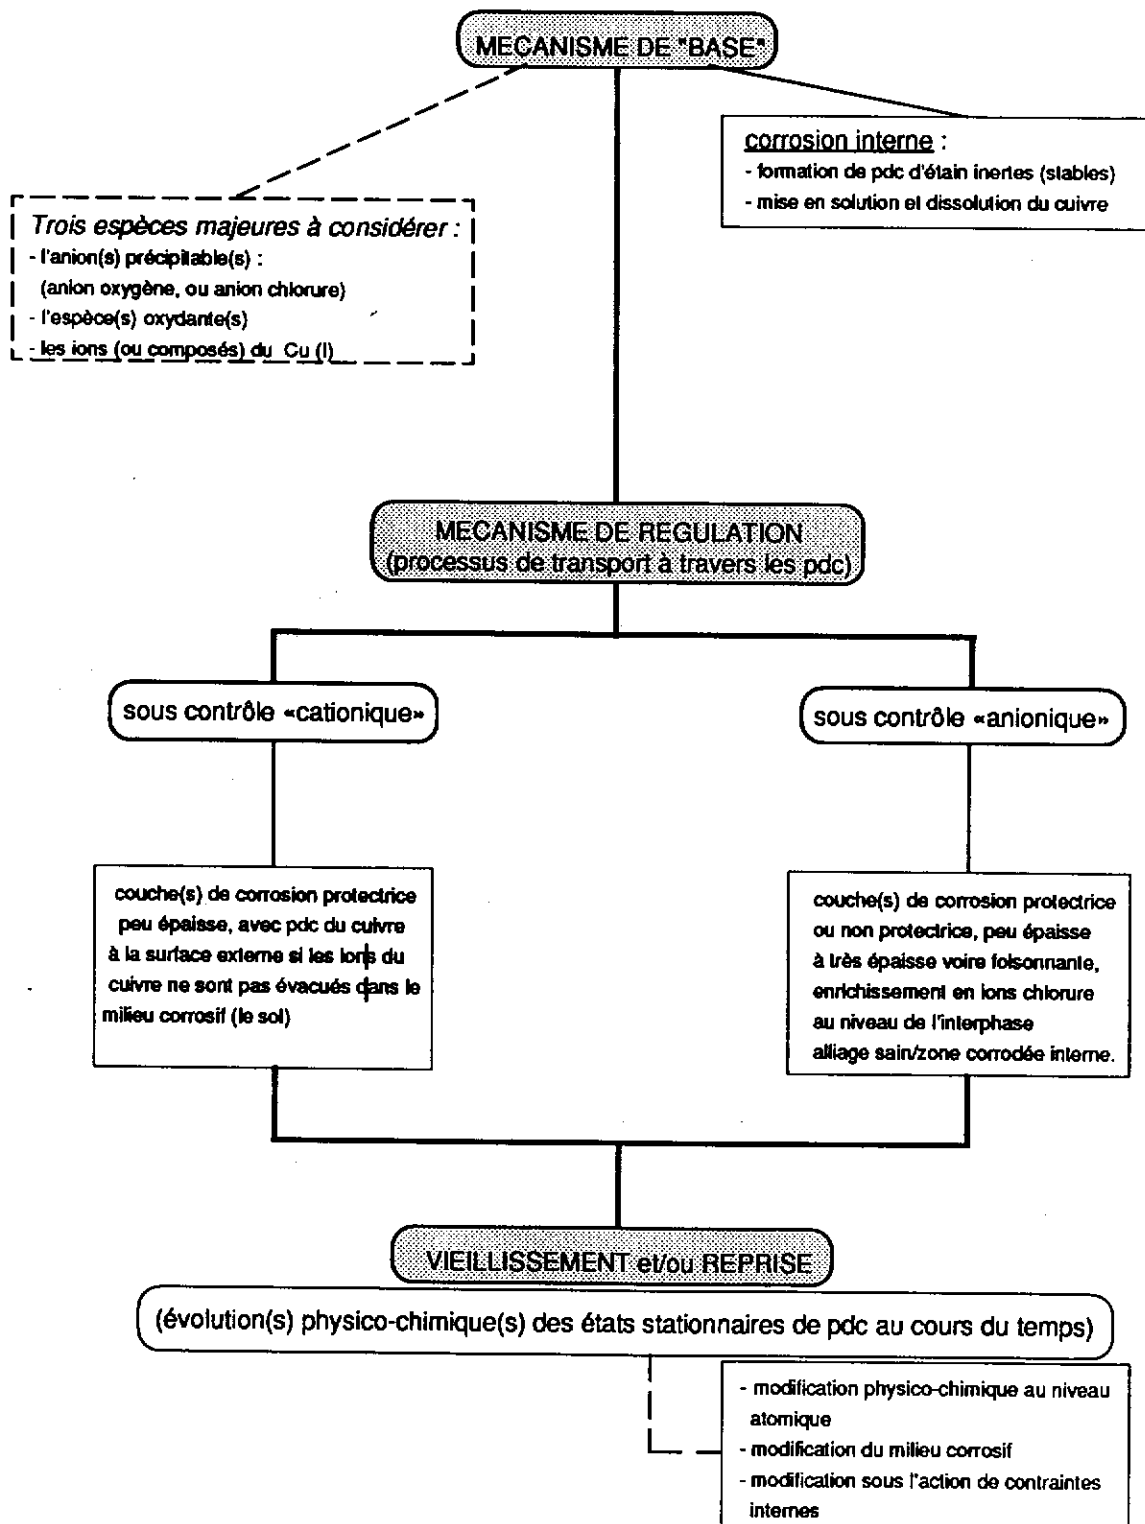 MECANISME DE "BASE"
corrosion interne :
- formation de pdc d'étain inertes (stables)
- mise en solution et dissolution du cuivre
Trois espèces majeures à considérer :
- l'anion(s) précipitable(s) :
(anion oxygène, ou anion chlorure)
- l'espèce(s) oxydante(s)
- les ions (ou composés) du Cu (I)
MECANISME DE REGULATION
(processus de transport à travers les pdc)
sous contrôle «cationique»
sous contrôle «anionique»
couche(s) de corrosion protectrice
peu épaisse, avec pdc du cuivre
à la surface externe si les ions du
cuivre ne sont pas évacués dans le
milieu corrosif (le sol)
couche(s) de corrosion protectrice
ou non protectrice, peu épaisse
à très épaisse voire foisonnante,
enrichissement en ions chlorure
au niveau de l'interphase
alliage sain/zone corrodée interne.
VIEILLISSEMENT et/ou REPRISE
(évolution(s) physico-chimique(s) des états stationnaires de pdc au cours du temps)
- modification physico-chimique au niveau
atomique
- modification du milieu corrosif
- modification sous l'action de contraintes
internes